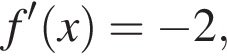 f′(x) = −2,